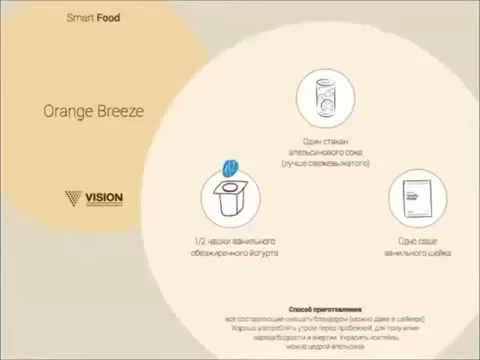 Smart Food
Orange Breeze
VISION
Один стакан
апельсинового сока
(лучше свежевыжатого)
1/2 чашки ванильного
обезжиренного йогурта
Одно саше
ванильного шейка
Способ приготовления:
все составляющие смешать блендером (можно даже в шейкере)
Хорошо употреблять утром перед пробежкой, для получения
заряда бодрости и энергии. Украсить коктейль,
можно цедрой апельсина.